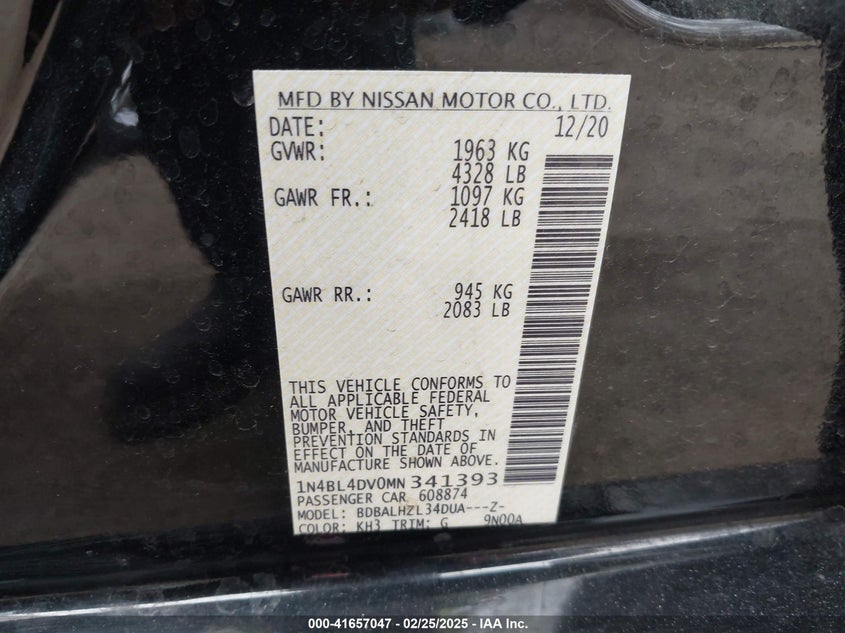 MFD BY NISSAN MOTOR CO., LTD.
DATE: 12/20
GVWR: 1963 KG
4328 LB
GAWR FR.: 1097 KG
2418 LB
GAWR RR.: 945 KG
2083 LB
THIS VEHICLE CONFORMS TO
ALL APPLICABLE FEDERAL
MOTOR VEHICLE SAFETY,
BUMPER, AND THEFT
PREVENTION STANDARDS IN
EFFECT ON THE DATE OF
MANUFACTURE SHOWN ABOVE.
1N4BL4DV0MN341393
PASSENGER CAR 608874
MODEL: BDBALHZL34DUA---Z-
COLOR: KH3 TRIM: G 9N00A
000-41657047 - 02/25/2025 - IAA Inc.